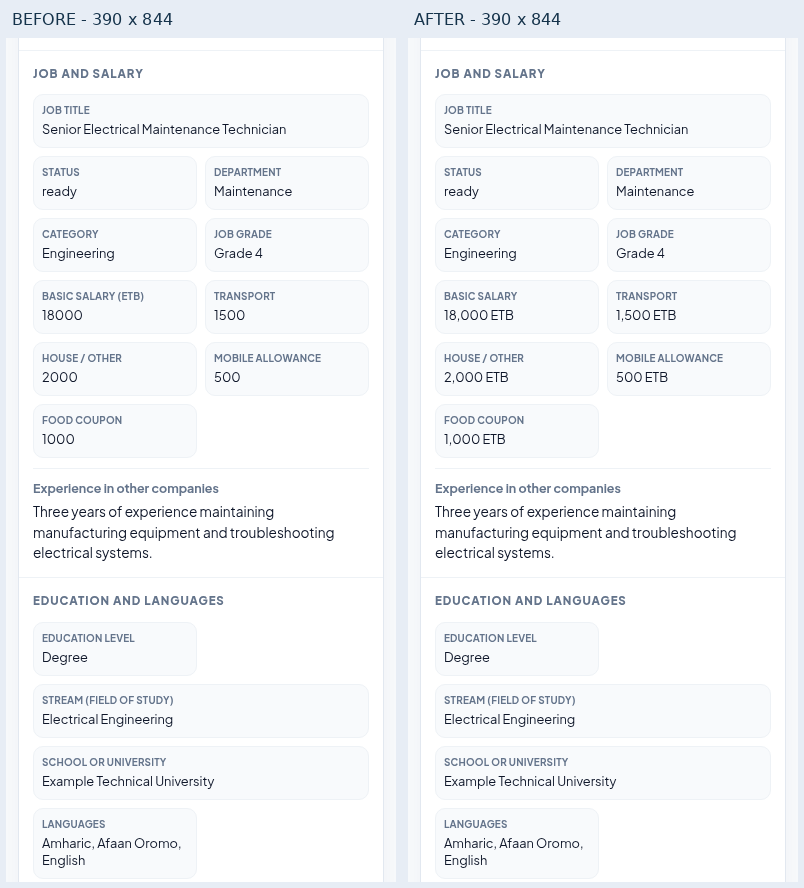 BEFORE - 390 x 844
JOB AND SALARY
JOB TITLE
Senior Electrical Maintenance Technician
STATUS
ready
DEPARTMENT
Maintenance
CATEGORY
Engineering
JOB GRADE
Grade 4
BASIC SALARY (ETB)
18000
TRANSPORT
1500
HOUSE / OTHER
2000
MOBILE ALLOWANCE
500
FOOD COUPON
1000
Experience in other companies
Three years of experience maintaining
manufacturing equipment and troubleshooting
electrical systems.
EDUCATION AND LANGUAGES
EDUCATION LEVEL
Degree
STREAM (FIELD OF STUDY)
Electrical Engineering
SCHOOL OR UNIVERSITY
Example Technical University
LANGUAGES
Amharic, Afaan Oromo,
English
AFTER - 390 x 844
JOB AND SALARY
JOB TITLE
Senior Electrical Maintenance Technician
STATUS
ready
DEPARTMENT
Maintenance
CATEGORY
Engineering
JOB GRADE
Grade 4
BASIC SALARY
18,000 ETB
TRANSPORT
1,500 ETB
HOUSE / OTHER
2,000 ETB
MOBILE ALLOWANCE
500 ETB
FOOD COUPON
1,000 ETB
Experience in other companies
Three years of experience maintaining
manufacturing equipment and troubleshooting
electrical systems.
EDUCATION AND LANGUAGES
EDUCATION LEVEL
Degree
STREAM (FIELD OF STUDY)
Electrical Engineering
SCHOOL OR UNIVERSITY
Example Technical University
LANGUAGES
Amharic, Afaan Oromo,
English